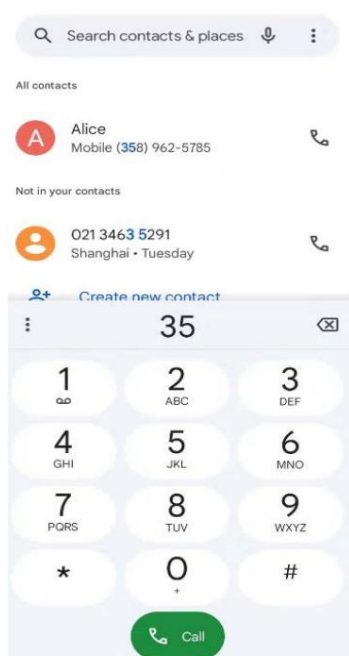 Search contacts & places
All contacts
A
Alice
Mobile (358) 962-5785
Not in your contacts
021 3463 5291
Shanghai • Tuesday
Create new contact
35
1 2 3
ABC DEF
4 5 6
GHI JKL MNO
7 8 9
PQRS TUV WXYZ
* 0 #
+
Call